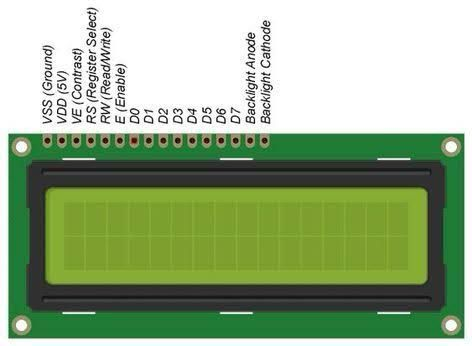 VSS (Ground)
VDD (5V)
VE (Contrast)
RS (Register Select)
RW (Read/Write)
E (Enable)
D0
D1
D2
D3
D4
D5
D6
D7
Backlight Anode
Backlight Cathode